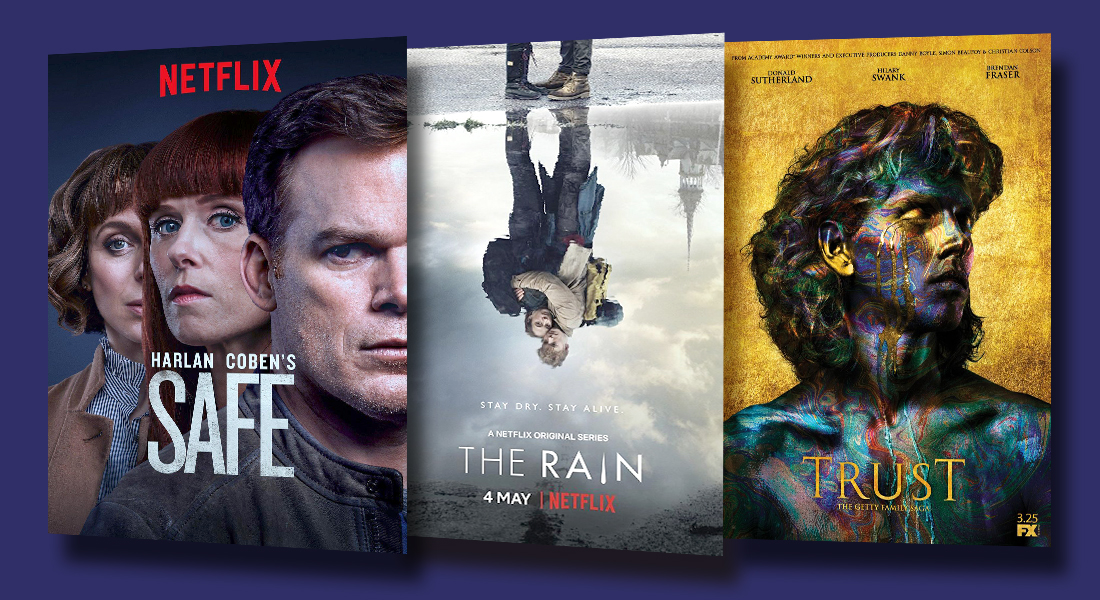 NETFLIX
HARLAN COBEN'S
SAFE
STAY DRY. STAY ALIVE.
A NETFLIX ORIGINAL SERIES
THE RAIN
4 MAY | NETFLIX
FROM ACADEMY AWARD® WINNERS AND EXECUTIVE PRODUCERS DANNY BOYLE, SIMON BEAUFOY & CHRISTIAN COLSON
DONALD
SUTHERLAND
HILARY
SWANK
BRENDAN
FRASER
TRUST
THE GETTY FAMILY SAGA
3.25
FX